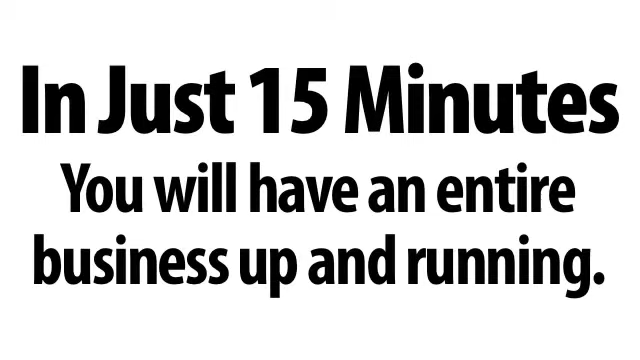 In Just 15 Minutes
You will have an entire
business up and running.